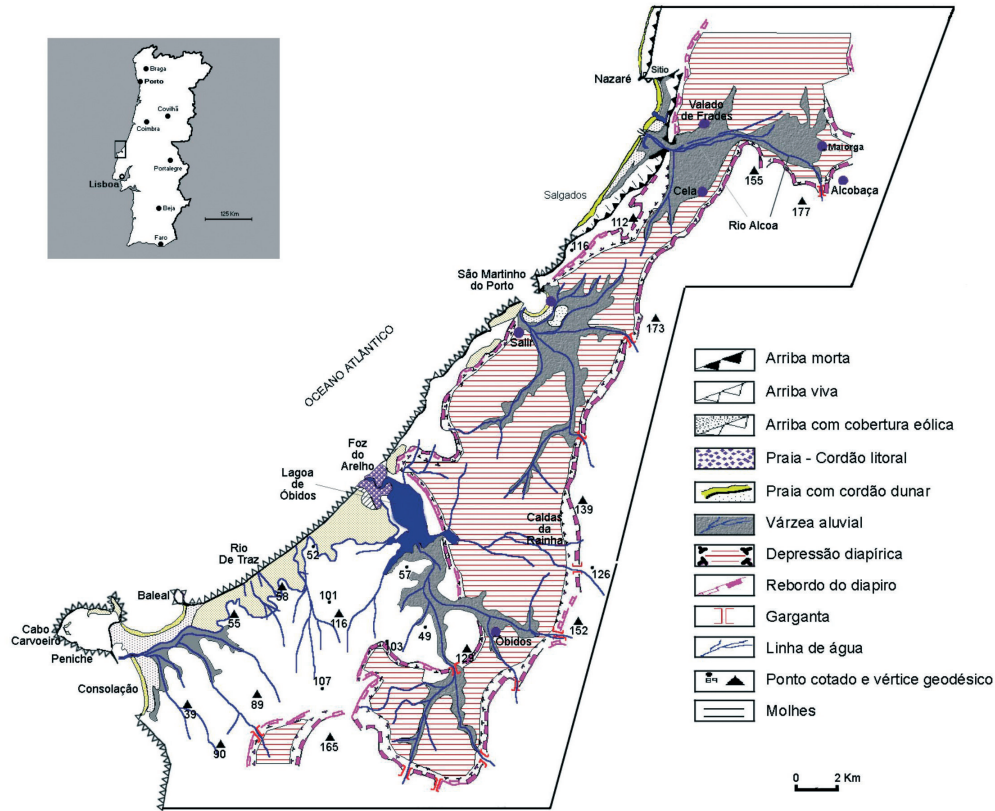 Braga
Porto
Covilhã
Coimbra
Portalegre
Lisboa
Beja
125 Km
Faro
Nazaré
Sitio
Valado
de Frades
Maiorga
Alcobaça
Cela
155
177
Rio Alcoa
Salgados
112
116
São Martinho
do Porto
Salir
173
OCEANO ATLÂNTICO
Foz
do
Arelho
Lagoa
de
Óbidos
139
Caldas
da
Rainha
126
52
57
Rio
De Traz
58
101
116
55
49
Óbidos
152
Baleal
Cabo
Carvoeiro
Peniche
103
129
Consolação
107
89
39
90
165
Arriba morta
Arriba viva
Arriba com cobertura eólica
Praia - Cordão litoral
Praia com cordão dunar
Várzea aluvial
Depressão diapírica
Rebordo do diapiro
Garganta
Linha de água
Ponto cotado e vértice geodésico
Molhes
0 2 Km